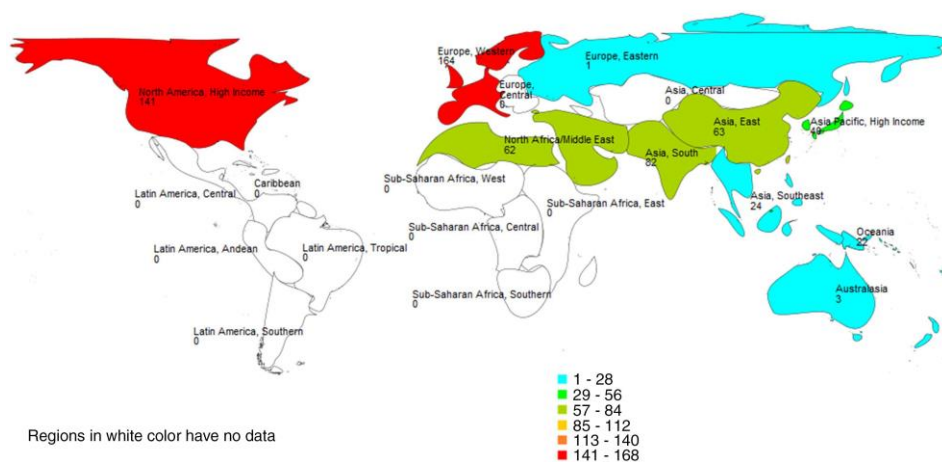 Europe, Western
164
Europe, Eastern
1
North America, High Income
141
Europe,
Central
0
Asia, Central
0
Asia, East
63
Asia Pacific, High Income
49
North Africa/Middle East
62
Asia, South
82
Caribbean
0
Sub-Saharan Africa, West
0
Latin America, Central
0
Sub-Saharan Africa, East
0
Asia, Southeast
24
Sub-Saharan Africa, Central
0
Oceania
22
Latin America, Andean
0
Latin America, Tropical
0
Australasia
3
Sub-Saharan Africa, Southern
0
Latin America, Southern
0
1 - 28
29 - 56
57 - 84
85 - 112
113 - 140
141 - 168
Regions in white color have no data